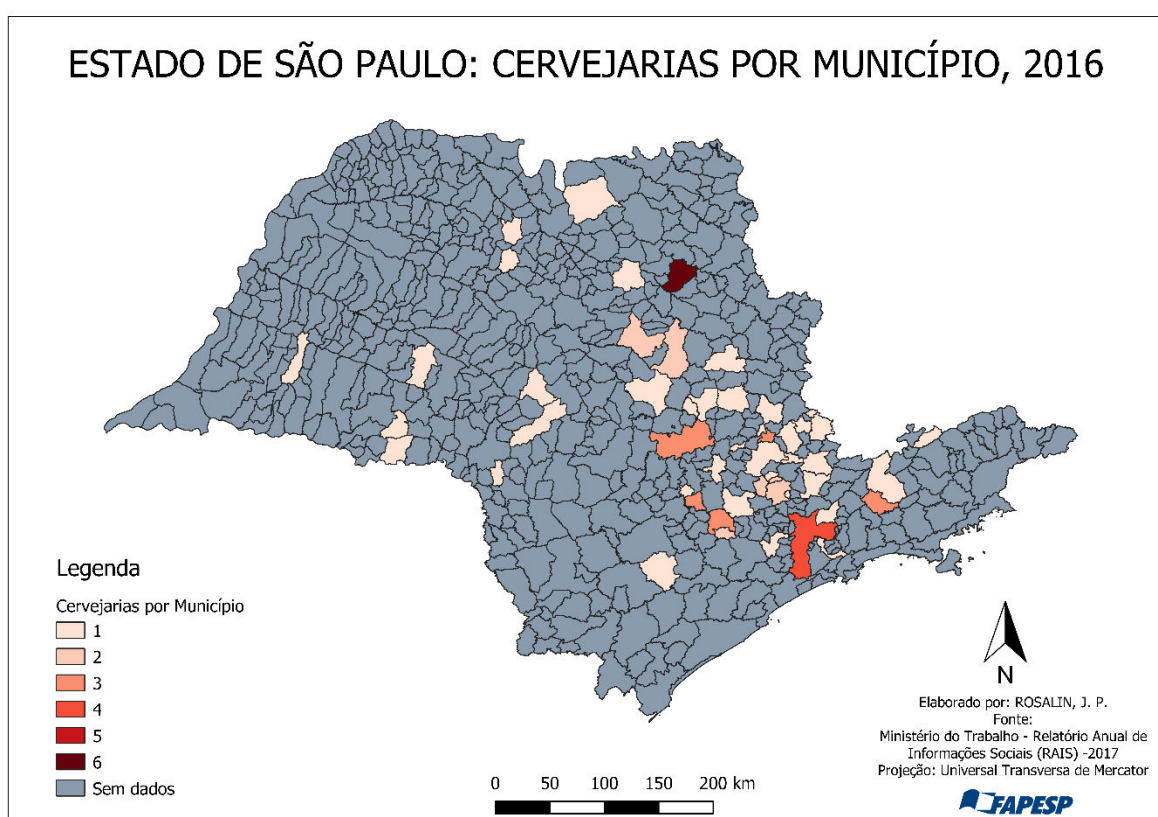 ESTADO DE SÃO PAULO: CERVEJARIAS POR MUNICÍPIO, 2016
Legenda
Cervejarias por Município
1
2
3
4
5
6
Sem dados
0 50 100 150 200 km
N
Elaborado por: ROSALIN, J. P.
Fonte:
Ministério do Trabalho - Relatório Anual de
Informações Sociais (RAIS) -2017
Projeção: Universal Transversa de Mercator
FAPESP